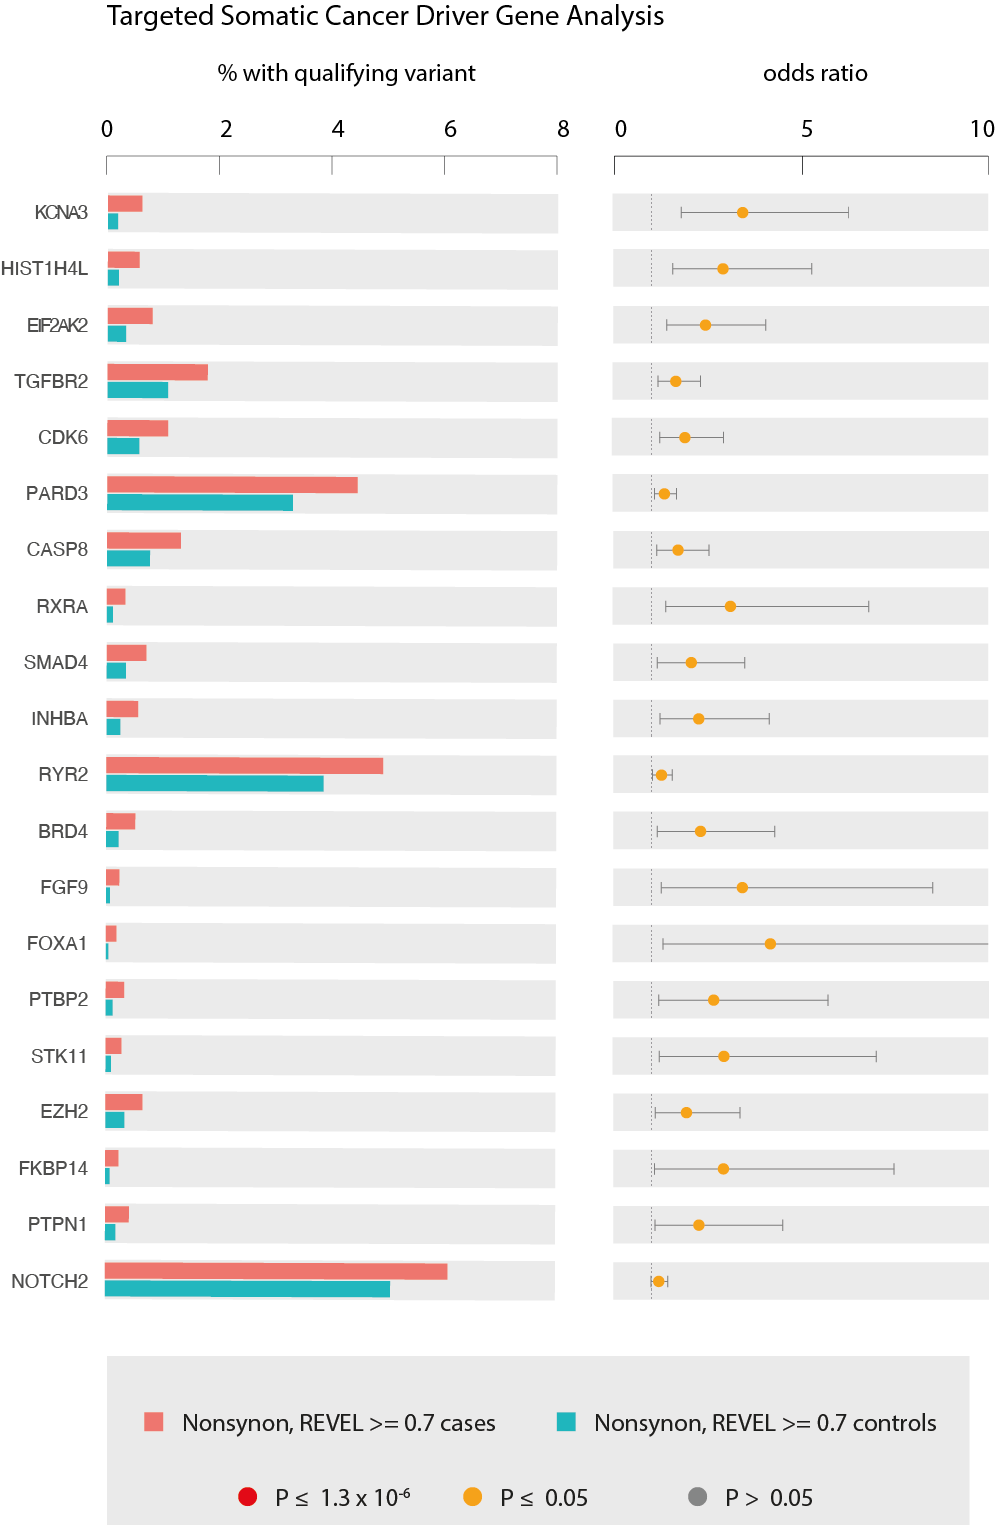 Targeted Somatic Cancer Driver Gene Analysis
% with qualifying variant odds ratio
0 2 4 6 8 0 5 10
KCNA3
HIST1H4L
EIF2AK2
TGFBR2
CDK6
PARD3
CASP8
RXRA
SMAD4
INHBA
RYR2
BRD4
FGF9
FOXA1
PTBP2
STK11
EZH2
FKBP14
PTPN1
NOTCH2
Nonsynon, REVEL >= 0.7 cases Nonsynon, REVEL >= 0.7 controls
P ≤ 1.3 x 10⁻⁶ P ≤ 0.05 P > 0.05